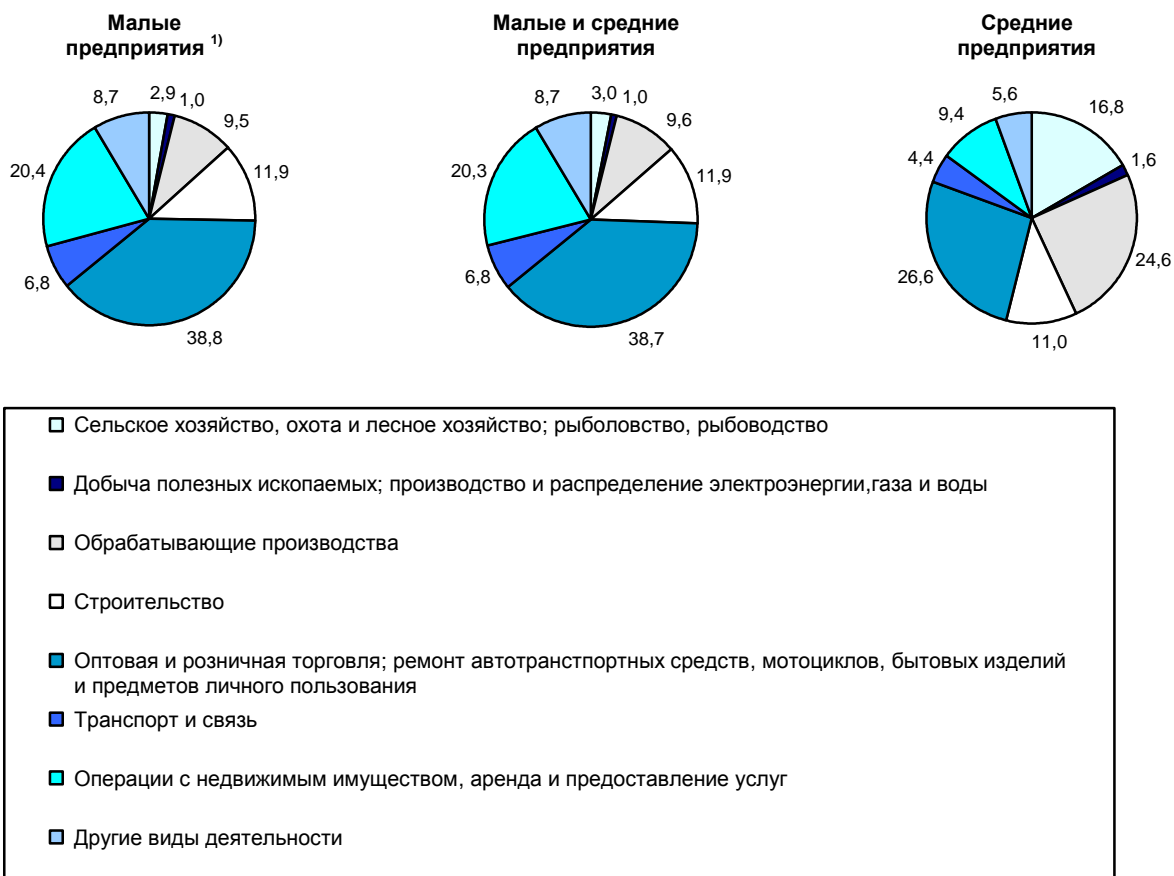 Малые
предприятия 1)
Малые и средние
предприятия
Средние
предприятия
8,7
2,9
1,0
9,5
11,9
38,8
6,8
20,4
8,7
3,0
1,0
9,6
11,9
38,7
6,8
20,3
5,6
16,8
1,6
24,6
11,0
26,6
4,4
9,4
Сельское хозяйство, охота и лесное хозяйство; рыболовство, рыбоводство
Добыча полезных ископаемых; производство и распределение электроэнергии,газа и воды
Обрабатывающие производства
Строительство
Оптовая и розничная торговля; ремонт автотранстпортных средств, мотоциклов, бытовых изделий
и предметов личного пользования
Транспорт и связь
Операции с недвижимым имуществом, аренда и предоставление услуг
Другие виды деятельности